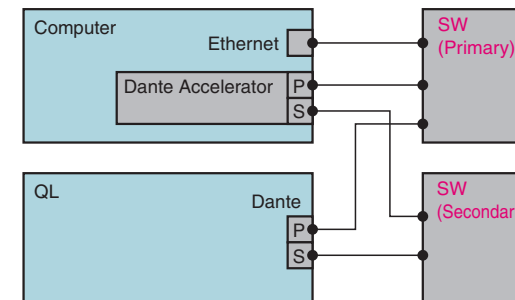 Computer
Ethernet
Dante Accelerator
P
S
SW
(Primary)
QL
Dante
P
S
SW
(Secondar